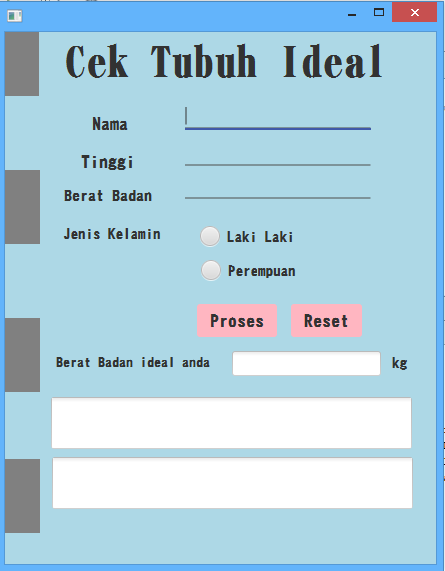 Cek Tubuh Ideal
Nama
Tinggi
Berat Badan
Jenis Kelamin
Laki Laki
Perempuan
Proses Reset
Berat Badan ideal anda kg